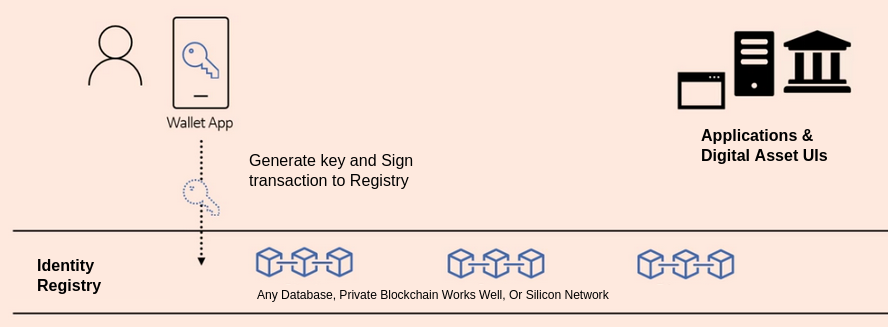 Wallet App
Generate key and Sign
transaction to Registry
Applications &
Digital Asset UIs
Identity
Registry
Any Database, Private Blockchain Works Well, Or Silicon Network